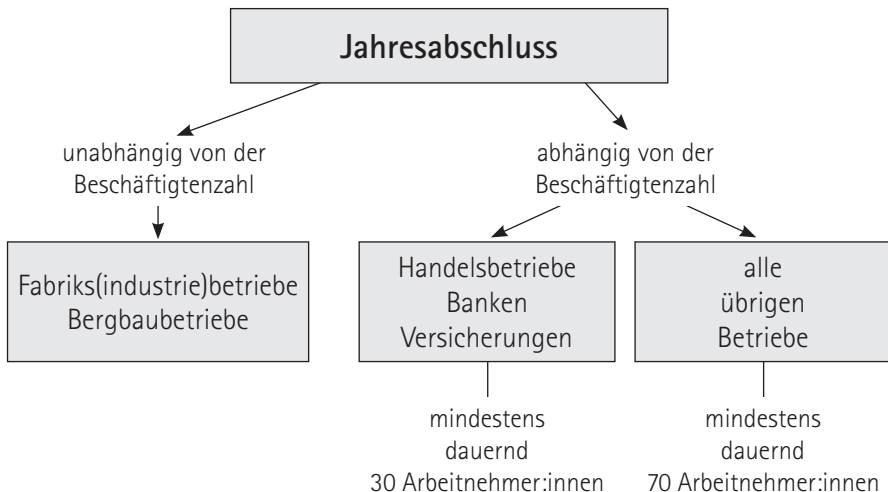 Jahresabschluss
unabhängig von der
Beschäftigtenzahl
abhängig von der
Beschäftigtenzahl
Fabriks(industrie)betriebe
Bergbaubetriebe
Handelsbetriebe
Banken
Versicherungen
alle
übrigen
Betriebe
mindestens
dauernd
30 Arbeitnehmer:innen
mindestens
dauernd
70 Arbeitnehmer:innen